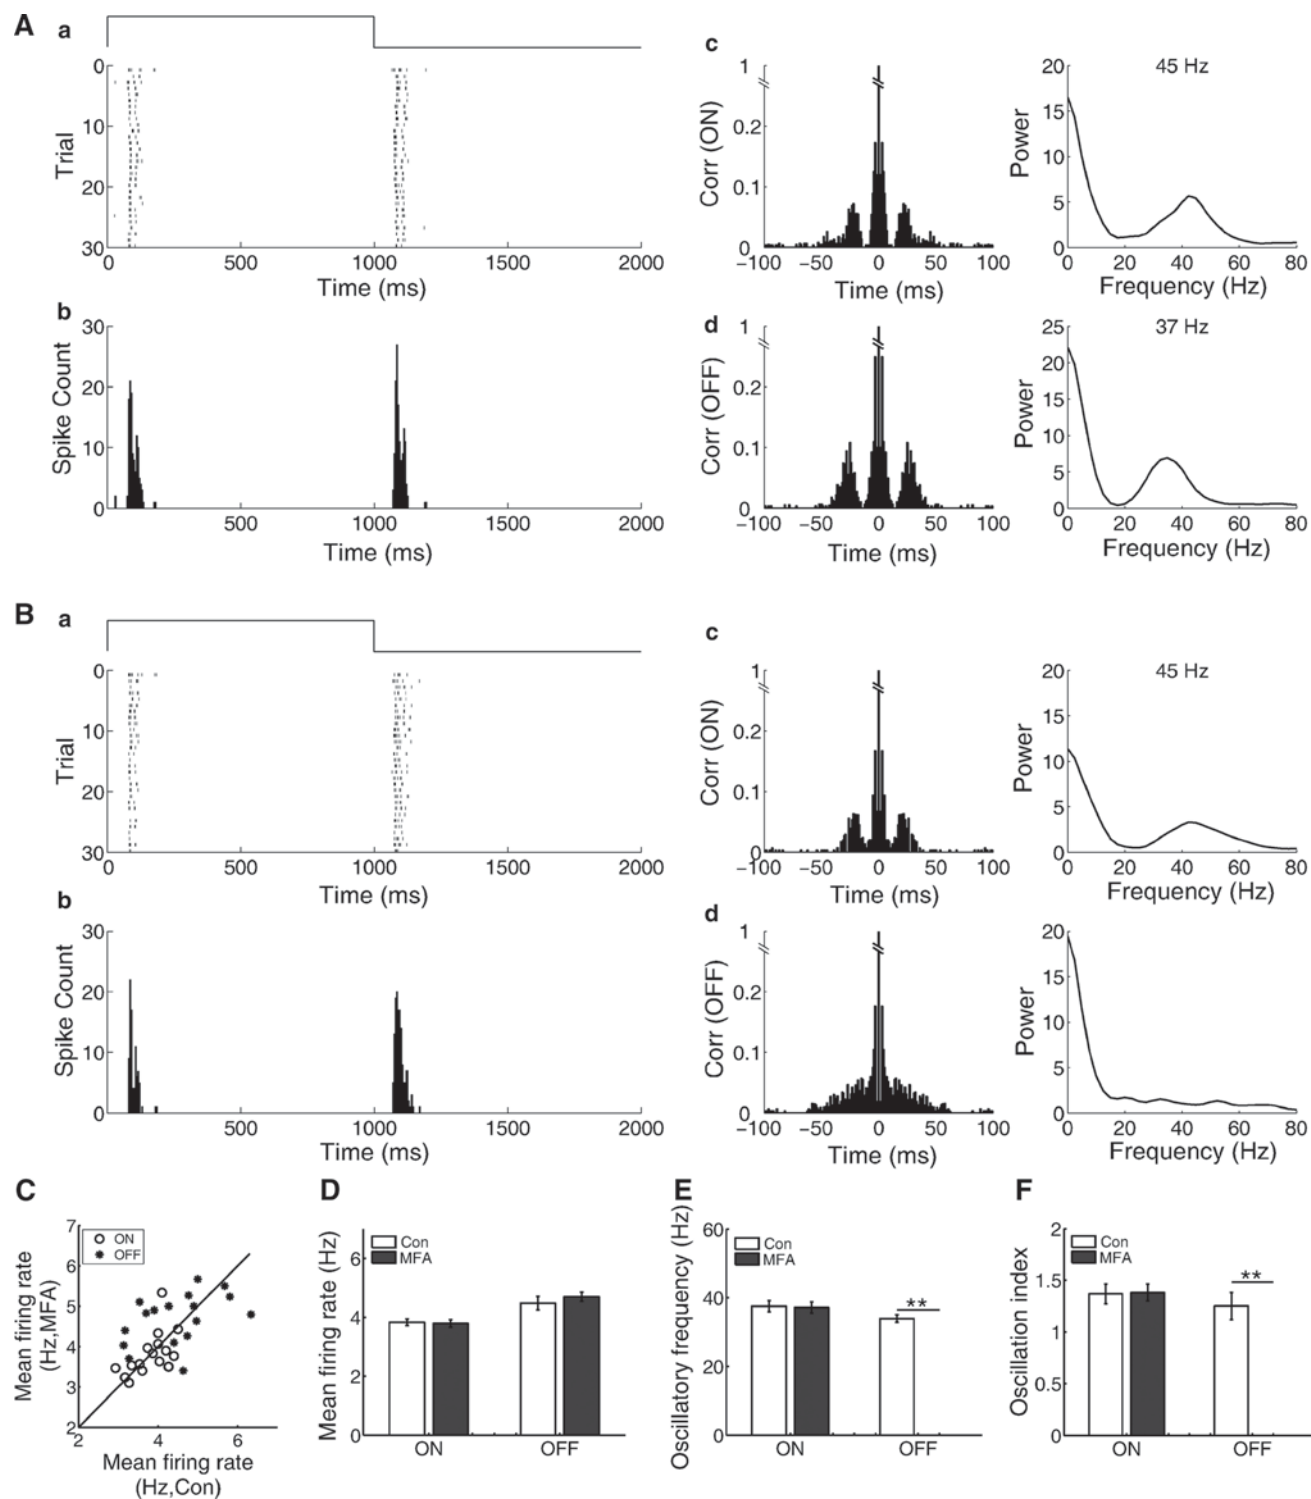 A
a
0
10
20
30
Trial
0
500
1000
1500
2000
Time (ms)
b
30
20
10
0
Spike Count
500
1000
1500
2000
Time (ms)
c
1
0.2
0.1
0
Corr (ON)
−100
−50
0
50
100
Time (ms)
45 Hz
20
15
10
5
0
Power
0
20
40
60
80
Frequency (Hz)
d
1
0.2
0.1
0
Corr (OFF)
−100
−50
0
50
100
Time (ms)
37 Hz
25
20
15
10
5
0
Power
0
20
40
60
80
Frequency (Hz)
B
a
0
10
20
30
Trial
0
500
1000
1500
2000
Time (ms)
b
30
20
10
0
Spike Count
500
1000
1500
2000
Time (ms)
c
1
0.2
0.1
0
Corr (ON)
−100
−50
0
50
100
Time (ms)
45 Hz
20
15
10
5
0
Power
0
20
40
60
80
Frequency (Hz)
d
1
0.2
0.1
0
Corr (OFF)
−100
−50
0
50
100
Time (ms)
20
15
10
5
0
Power
0
20
40
60
80
Frequency (Hz)
C
7
6
5
4
3
2
Mean firing rate
(Hz,MFA)
ON
OFF
2
4
6
Mean firing rate
(Hz,Con)
D
6
4
2
0
Mean firing rate (Hz)
Con
MFA
ON
OFF
E
60
40
20
0
Oscillatory frequency (Hz)
Con
MFA
**
ON
OFF
F
2
1.5
1
0.5
0
Oscillation index
Con
MFA
**
ON
OFF